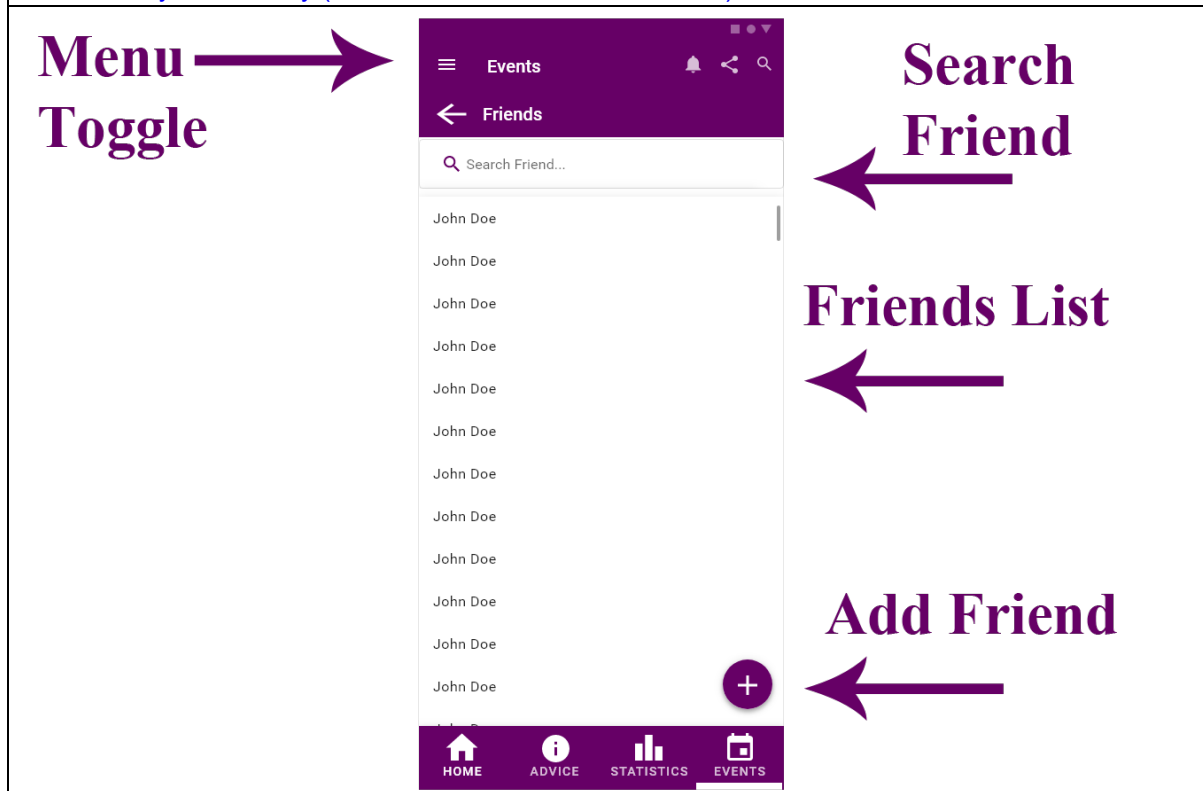 Menu
Toggle
Events
Friends
Search Friend...
Search
Friend
John Doe
John Doe
John Doe
John Doe
John Doe
John Doe
John Doe
John Doe
John Doe
John Doe
John Doe
John Doe
Friends List
Add Friend
HOME ADVICE STATISTICS EVENTS